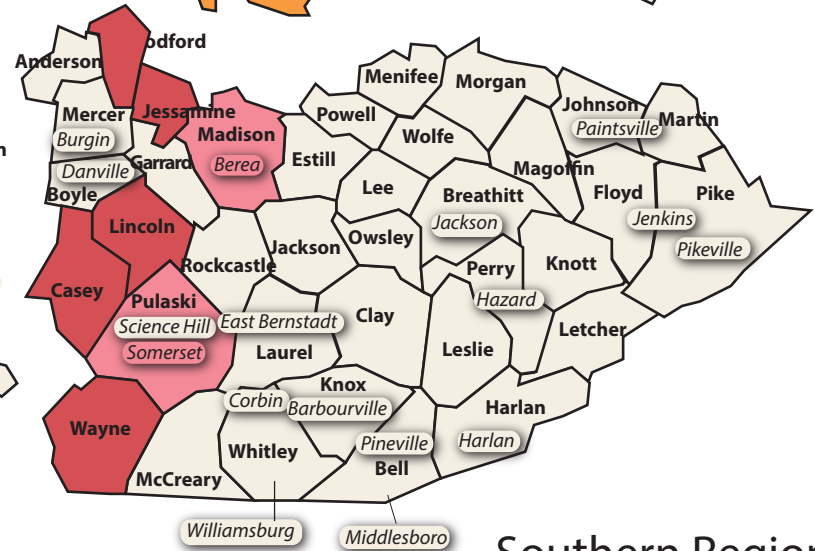 odford
Anderson
Menifee
Morgan
Johnson
Paintsville
Martin
Mercer
Burgin
Jessamine
Madison
Berea
Powell
Wolfe
Magoffin
Danville
Boyle
Garrard
Estill
Lee
Breathitt
Jackson
Floyd
Pike
Jenkins
Pikeville
Lincoln
Rockcastle
Jackson
Owsley
Perry
Hazard
Knott
Casey
Pulaski
Science Hill
Somerset
East Bernstadt
Laurel
Clay
Leslie
Letcher
Wayne
Corbin
Knox
Barbourville
Harlan
Harlan
McCreary
Whitley
Pineville
Bell
Williamsburg
Middlesboro
Southern Region